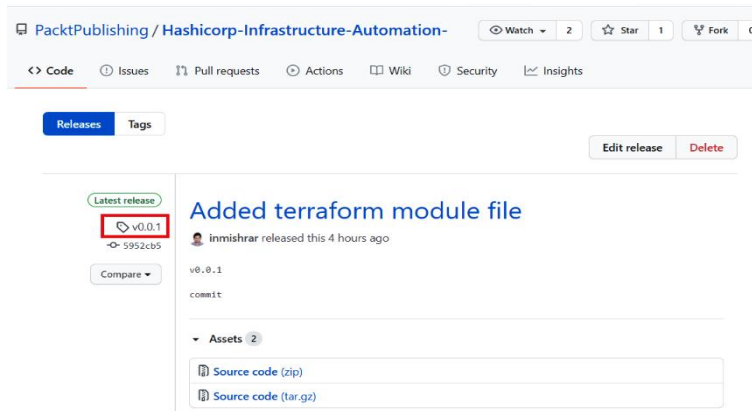 PacktPublishing / Hashicorp-Infrastructure-Automation- Watch 2 Star 1 Fork
Code Issues Pull requests Actions Wiki Security Insights
Releases Tags
Edit release Delete
Latest release
v0.0.1
5952cb5
Compare
Added terraform module file
inmishrar released this 4 hours ago
v0.0.1
commit
Assets 2
Source code (zip)
Source code (tar.gz)